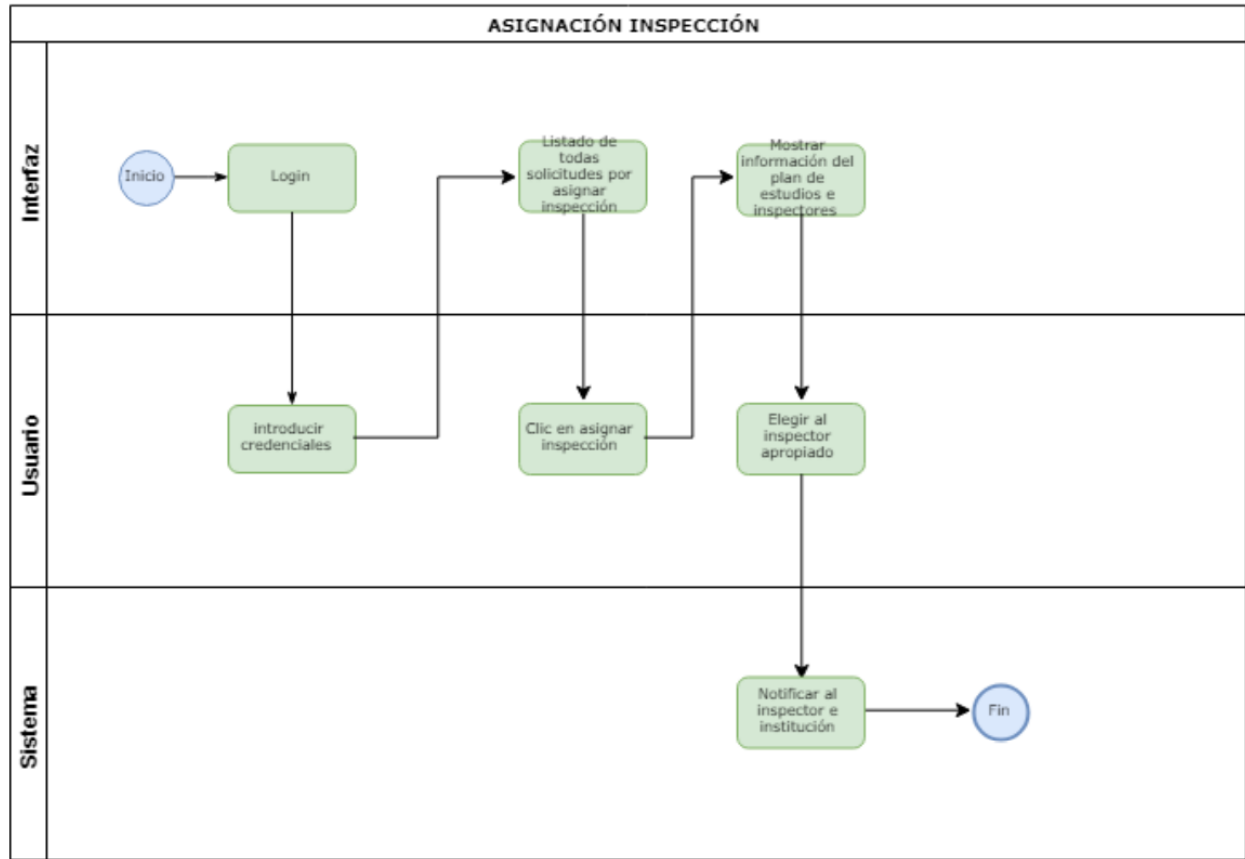 ASIGNACIÓN INSPECCIÓN
Interfaz
Inicio
Login
Listado de
todas
solicitudes por
asignar
inspección
Mostrar
información del
plan de
estudios e
inspectores
Usuario
introducir
credenciales
Clic en asignar
inspección
Elegir al
inspector
apropiado
Sistema
Notificar al
inspector e
institución
Fin